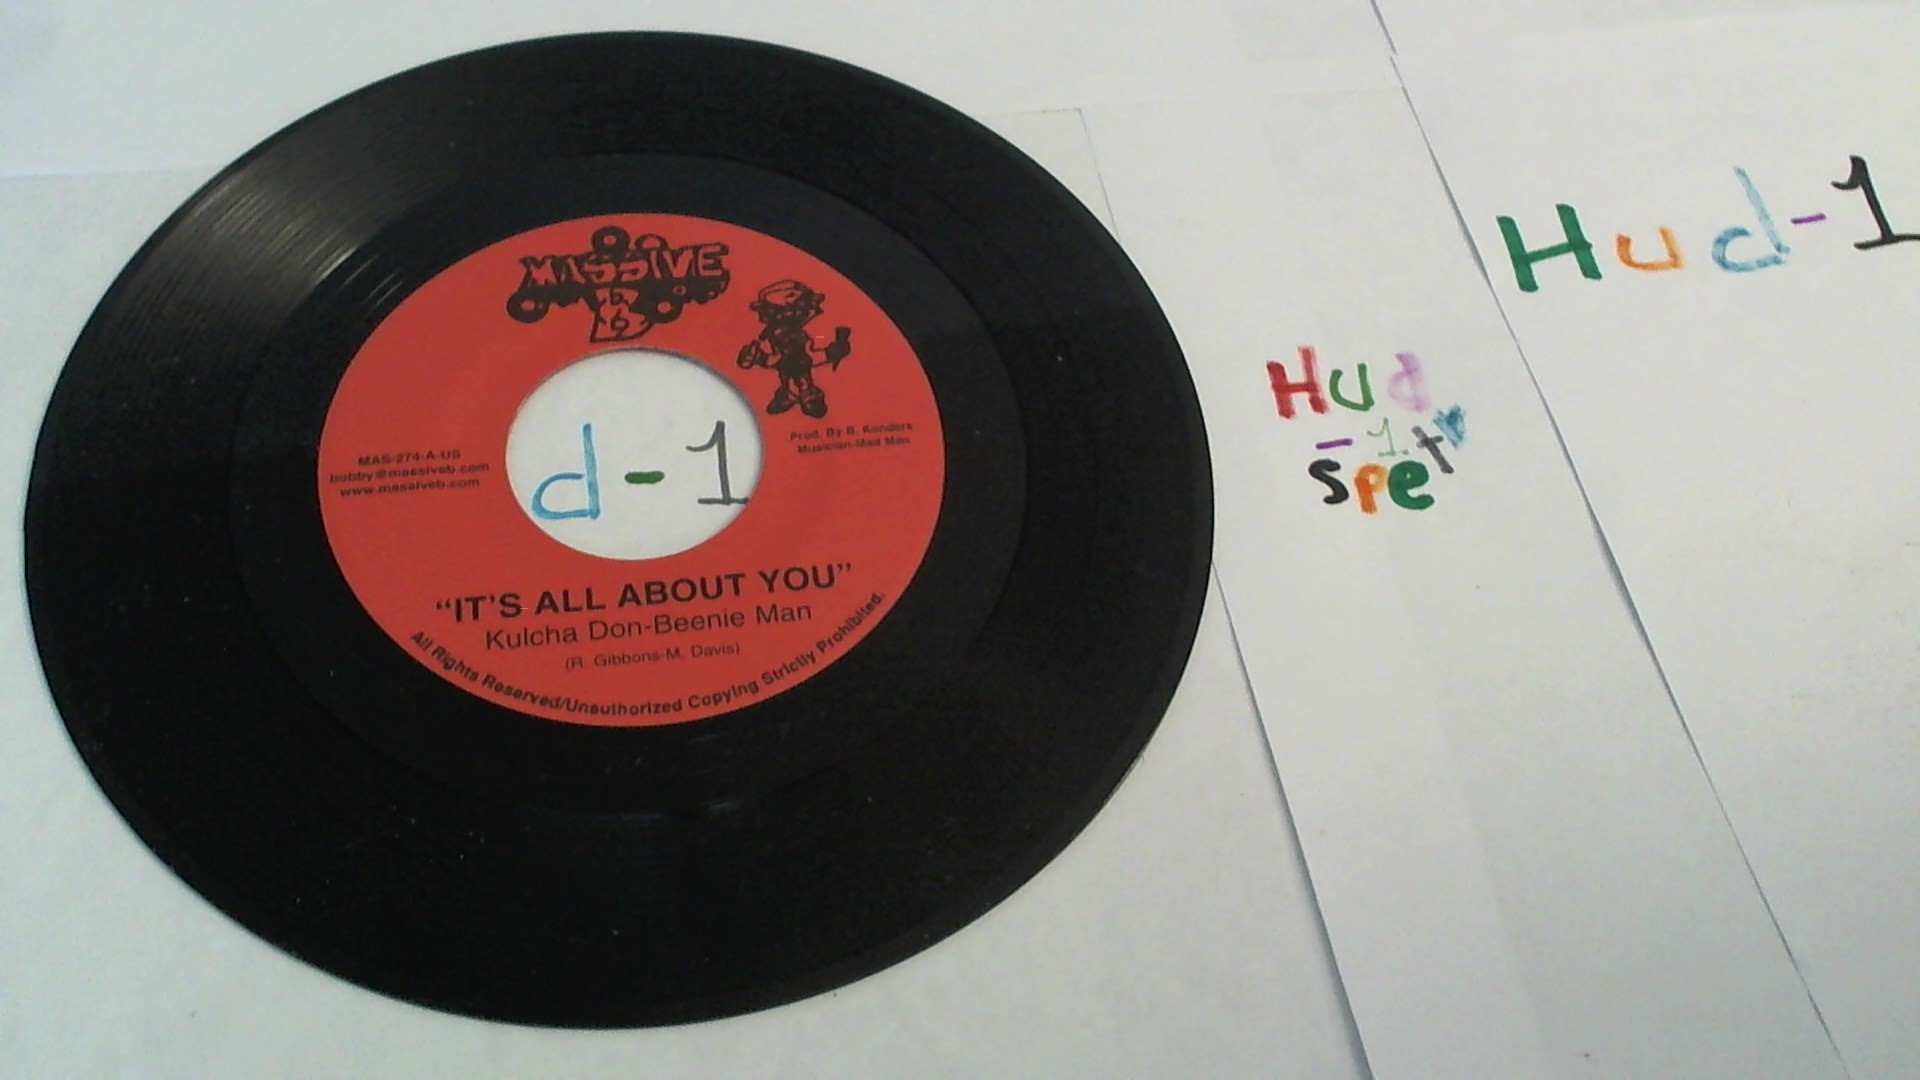 MASSIVE
B
MAS-274-A-US
bobby@massiveb.com
www.massiveb.com
Prod. By B. Konders
Musician-Mad Man.
d-1
"IT'S ALL ABOUT YOU"
Kulcha Don-Beenie Man
(R. Gibbons-M. Davis)
All Rights Reserved/Unauthorized Copying Strictly Prohibited.
Hud
-1
spet
Hud-1